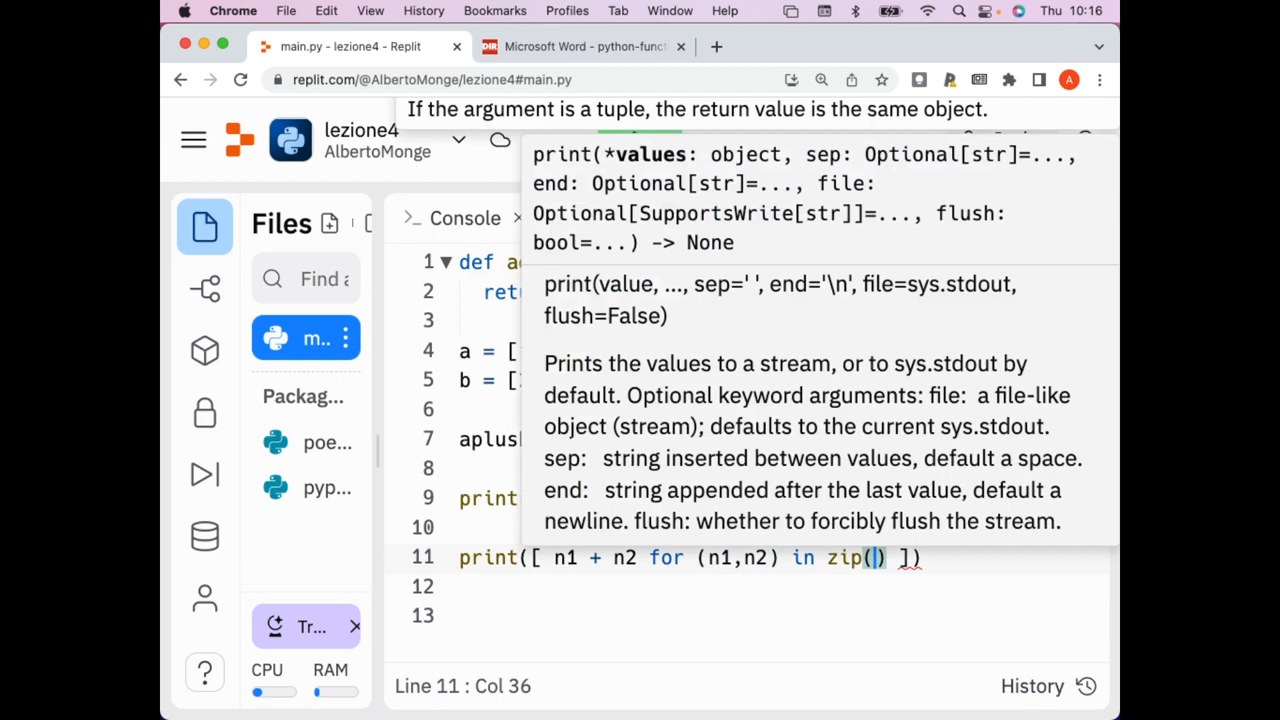 Chrome File Edit View History Bookmarks Profiles Tab Window Help Thu 10:16
main.py - lezione4 - Replit
DIR Microsoft Word - python-funct
replit.com/@AlbertoMonge/lezione4#main.py
A
If the argument is a tuple, the return value is the same object.
lezione4
AlbertoMonge
print(*values: object, sep: Optional[str]=...,
end: Optional[str]=..., file:
Optional[SupportsWrite[str]]=..., flush:
bool=...) -> None
print(value, ..., sep=' ', end='\n', file=sys.stdout,
flush=False)
Prints the values to a stream, or to sys.stdout by
default. Optional keyword arguments: file: a file-like
object (stream); defaults to the current sys.stdout.
sep: string inserted between values, default a space.
end: string appended after the last value, default a
newline. flush: whether to forcibly flush the stream.
Files
Find a
m..
Packag...
poe...
pyp...
Tr...
CPU RAM
>_ Console
1 def a
2 retu
3
4 a = [
5 b = [
6
7 aplus
8
9 print
10
11 print([ n1 + n2 for (n1,n2) in zip() ])
12
13
Line 11 : Col 36
History